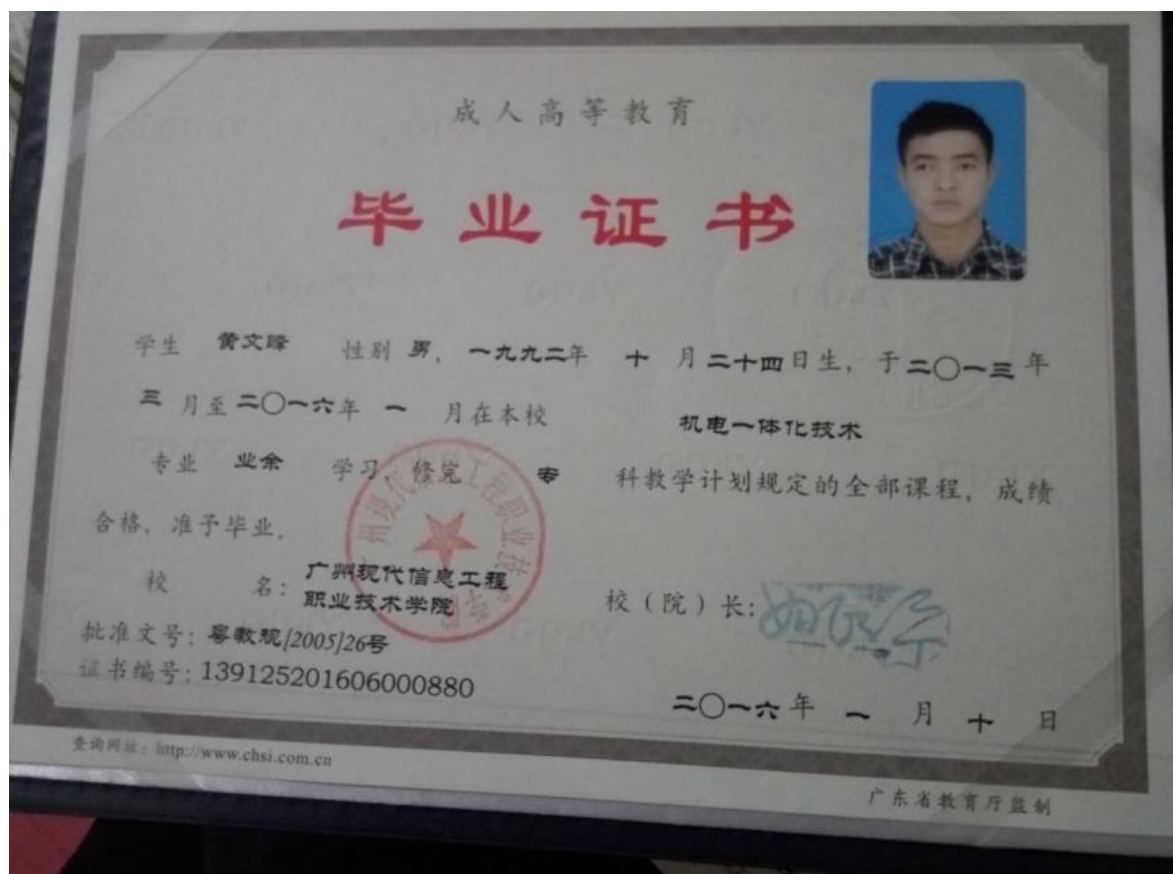 成人高等教育
毕业证书
学生 黄文峰 性别 男，一九九二年 十 月二十四日生，于二〇一三年
三 月至二〇一六年 一 月在本校 机电一体化技术
专业 业余 学习，修完 专 科教学计划规定的全部课程，成绩
合格，准予毕业。
校 名：广州现代信息工程
职业技术学院
校（院）长：
批准文号：粤教规[2005]26号
证书编号：139125201606000880
二〇一六年 一 月 十 日
查询网址：http://www.chsi.com.cn
广东省教育厅监制